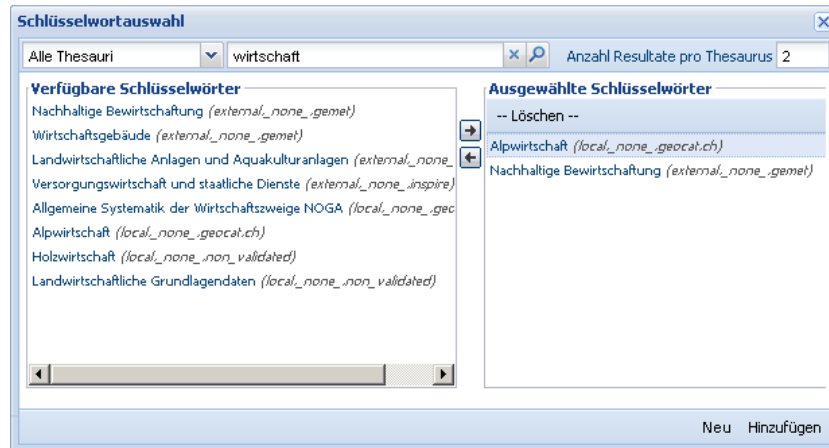 Schlüsselwortauswahl
Alle Thesauri wirtschaft Anzahl Resultate pro Thesaurus 2
Verfügbare Schlüsselwörter
Nachhaltige Bewirtschaftung (external._none_.gemet)
Wirtschaftsgebäude (external._none_.gemet)
Landwirtschaftliche Anlagen und Aquakulturanlagen (external._none_
Versorgungswirtschaft und staatliche Dienste (external._none_.inspire)
Allgemeine Systematik der Wirtschaftszweige NOGA (local._none_.geo
Alpwirtschaft (local._none_.geocat.ch)
Holzwirtschaft (local._none_.non_validated)
Landwirtschaftliche Grundlagendaten (local._none_.non_validated)
Ausgewählte Schlüsselwörter
-- Löschen --
Alpwirtschaft (local._none_.geocat.ch)
Nachhaltige Bewirtschaftung (external._none_.gemet)
Neu Hinzufügen